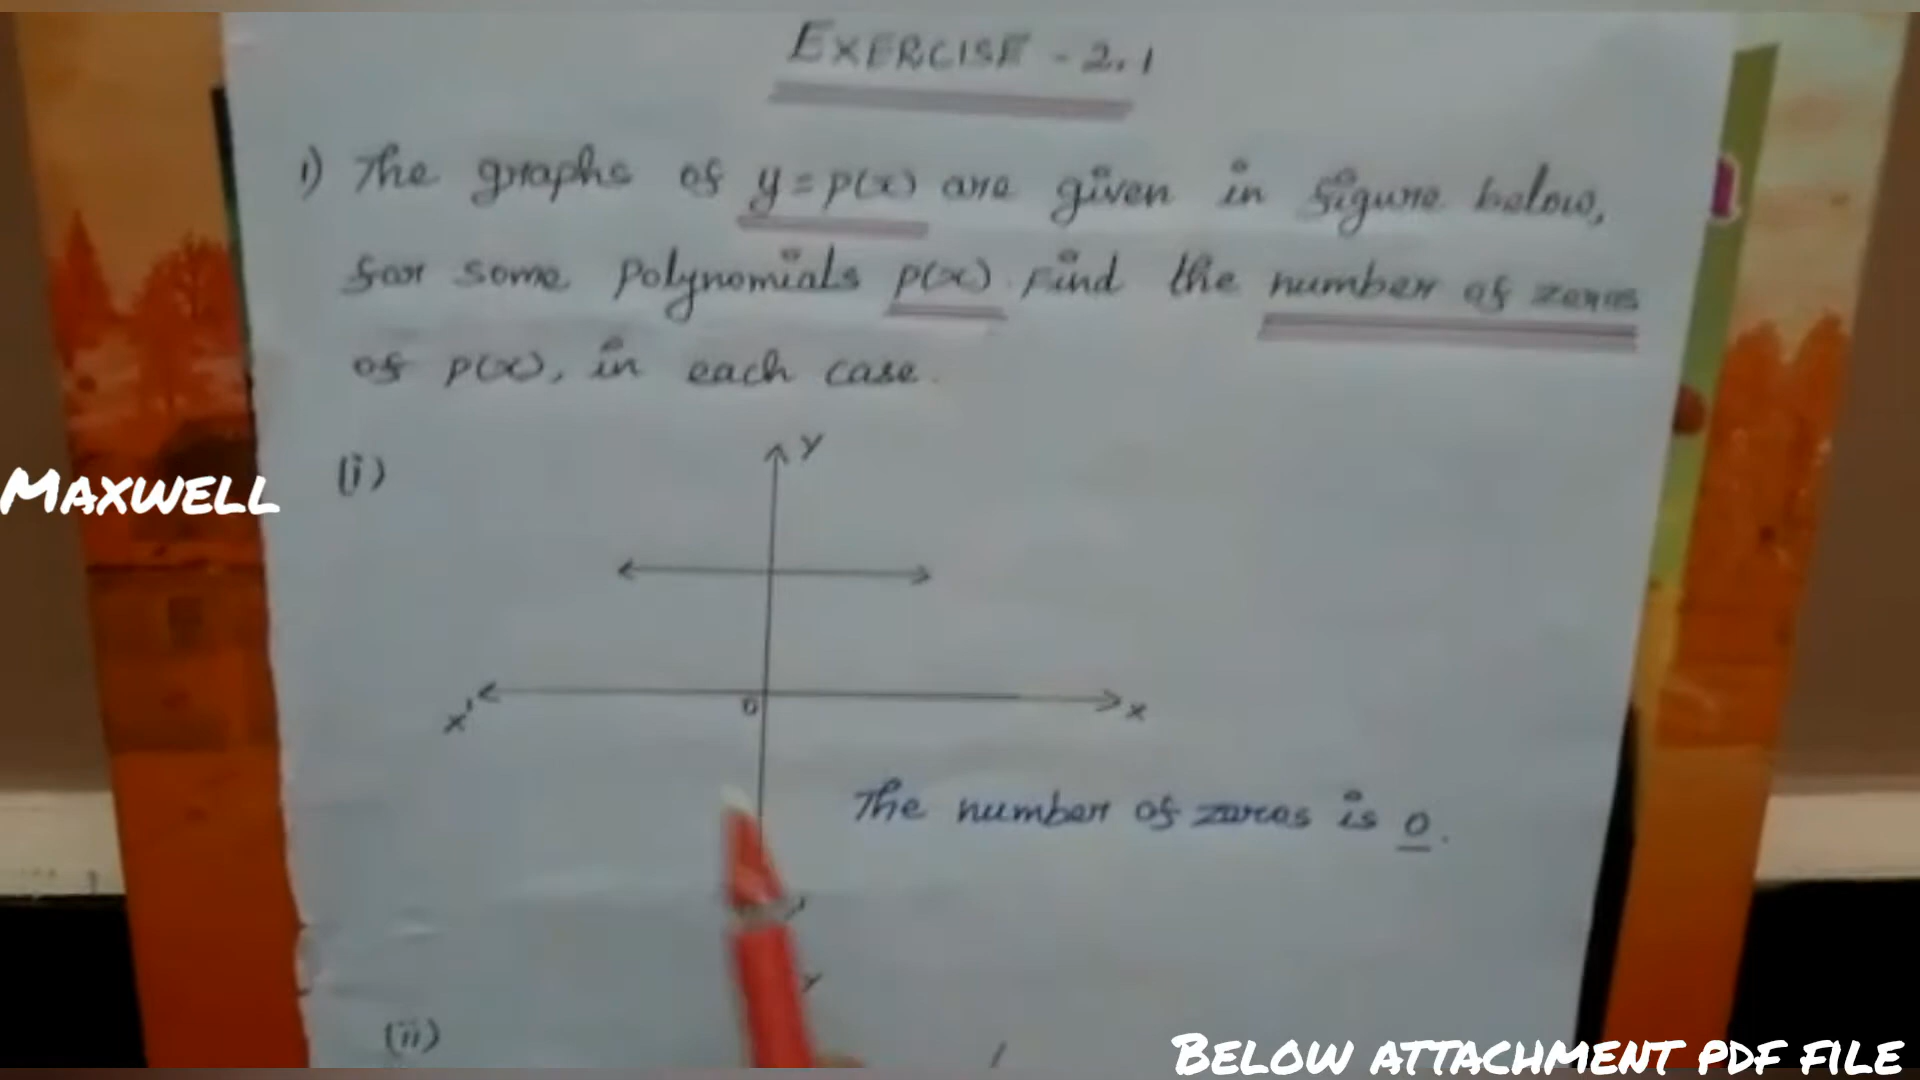 EXERCISE - 2.1
1) The graphs of y = p(x) are given in figure below,
for some polynomials p(x). Find the number of zeros
of p(x), in each case.
(i)
Y
MAXWELL
X' O X
The number of zeros is 0.
Y'
Y
(ii)
BELOW ATTACHMENT PDF FILE